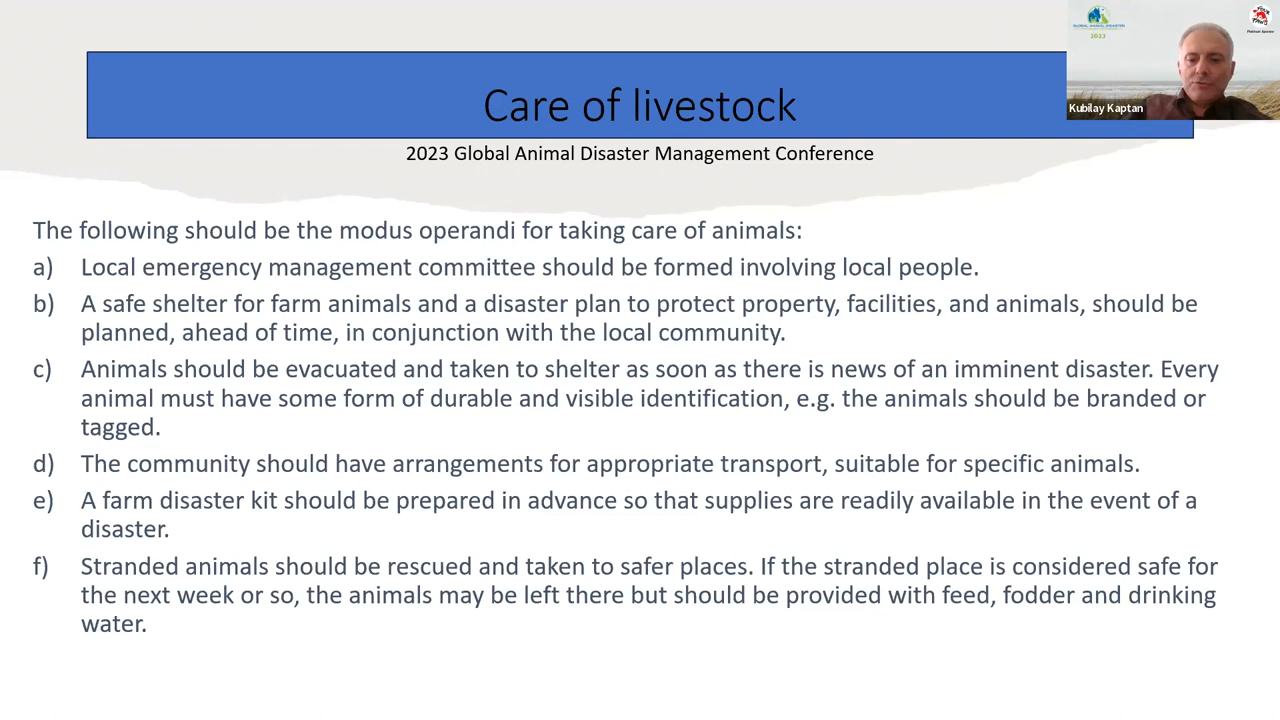 GLOBAL ANIMAL DISASTER
2023
Kubilay Kaptan
Care of livestock
2023 Global Animal Disaster Management Conference
The following should be the modus operandi for taking care of animals:
a) Local emergency management committee should be formed involving local people.
b) A safe shelter for farm animals and a disaster plan to protect property, facilities, and animals, should be
planned, ahead of time, in conjunction with the local community.
c) Animals should be evacuated and taken to shelter as soon as there is news of an imminent disaster. Every
animal must have some form of durable and visible identification, e.g. the animals should be branded or
tagged.
d) The community should have arrangements for appropriate transport, suitable for specific animals.
e) A farm disaster kit should be prepared in advance so that supplies are readily available in the event of a
disaster.
f) Stranded animals should be rescued and taken to safer places. If the stranded place is considered safe for
the next week or so, the animals may be left there but should be provided with feed, fodder and drinking
water.